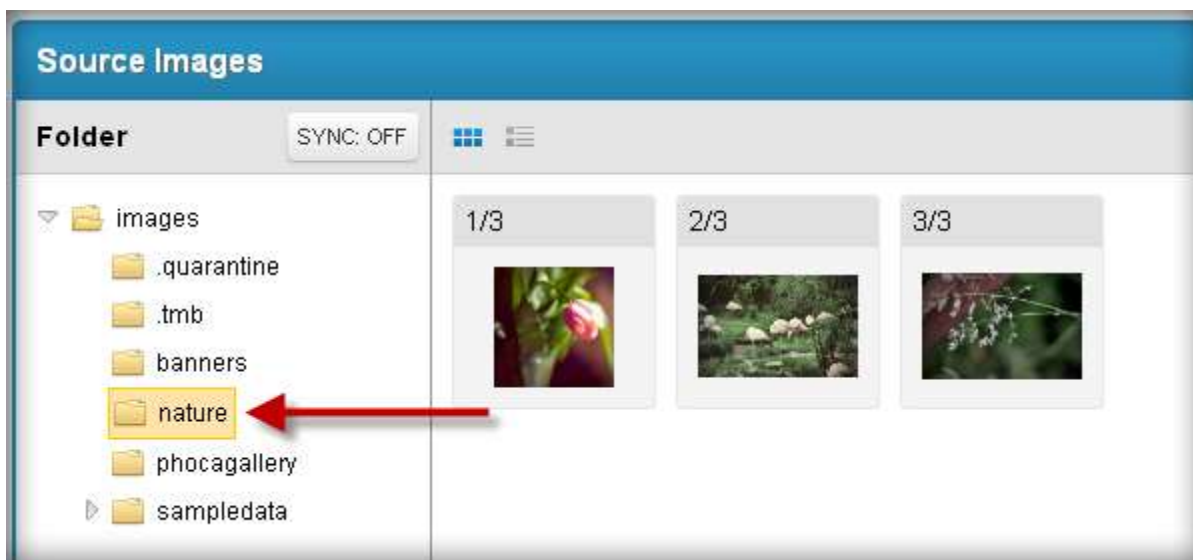 Source Images
Folder
SYNC: OFF
images
.quarantine
.tmb
banners
nature
phocagallery
sampledata
1/3
2/3
3/3